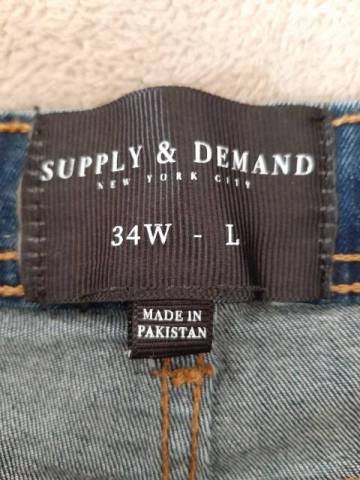 SUPPLY & DEMAND
NEW YORK CITY
34W - L
MADE IN
PAKISTAN